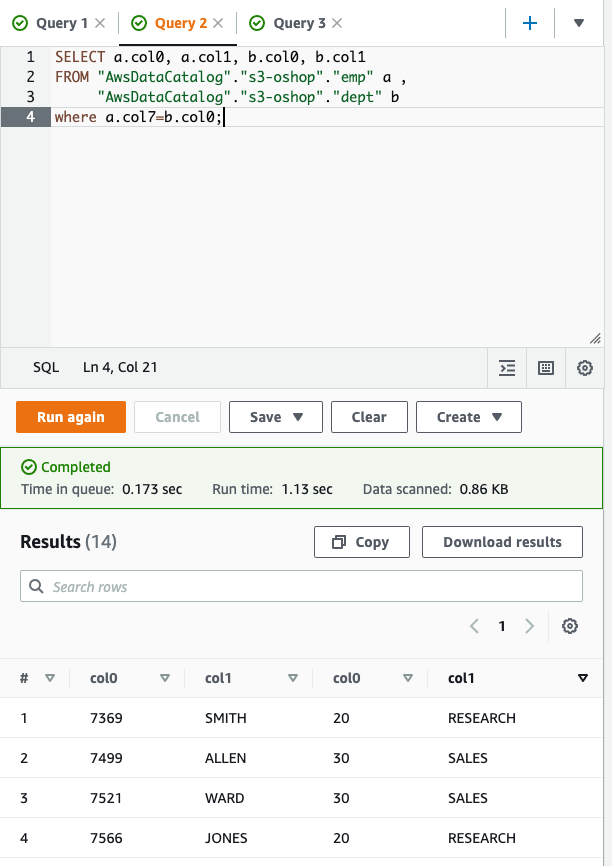 Query 1 Query 2 Query 3
1 SELECT a.col0, a.col1, b.col0, b.col1
2 FROM "AwsDataCatalog"."s3-oshop"."emp" a ,
3 "AwsDataCatalog"."s3-oshop"."dept" b
4 where a.col7=b.col0;
SQL Ln 4, Col 21
Run again Cancel Save Clear Create
Completed
Time in queue: 0.173 sec Run time: 1.13 sec Data scanned: 0.86 KB
Results (14) Copy Download results
Search rows
1
# col0 col1 col0 col1
1 7369 SMITH 20 RESEARCH
2 7499 ALLEN 30 SALES
3 7521 WARD 30 SALES
4 7566 JONES 20 RESEARCH